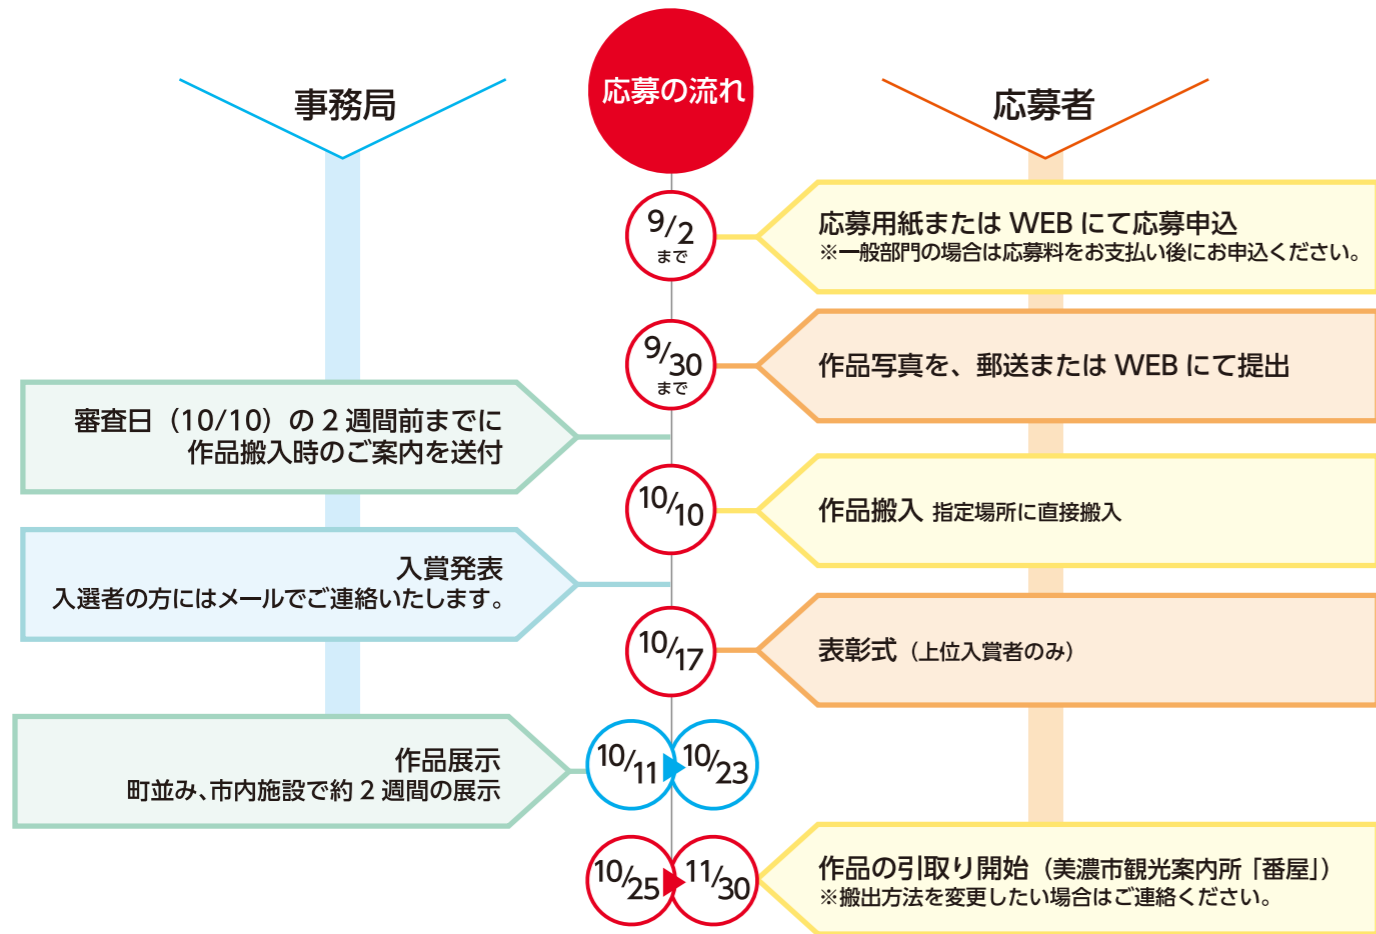 応募の流れ
事務局
応募者
9/2
まで
応募用紙または WEB にて応募申込
※一般部門の場合は応募料をお支払い後にお申込ください。
9/30
まで
作品写真を、郵送または WEB にて提出
審査日（10/10）の 2 週間前までに
作品搬入時のご案内を送付
10/10
作品搬入 指定場所に直接搬入
入賞発表
入選者の方にはメールでご連絡いたします。
10/17
表彰式（上位入賞者のみ）
作品展示
町並み、市内施設で約 2 週間の展示
10/11 10/23
10/25 11/30
作品の引取り開始（美濃市観光案内所「番屋」）
※搬出方法を変更したい場合はご連絡ください。